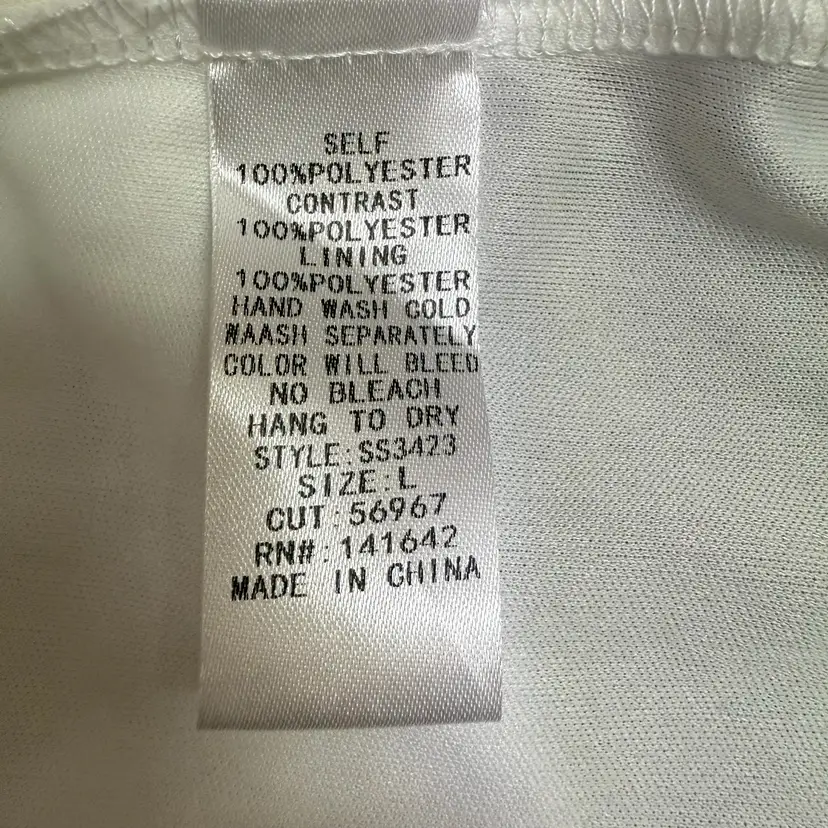 SELF
100%POLYESTER
CONTRAST
100%POLYESTER
LINING
100%POLYESTER
HAND WASH COLD
WAASH SEPARATELY
COLOR WILL BLEED
NO BLEACH
HANG TO DRY
STYLE:SS3423
SIZE:L
CUT:56967
RN#:141642
MADE IN CHINA